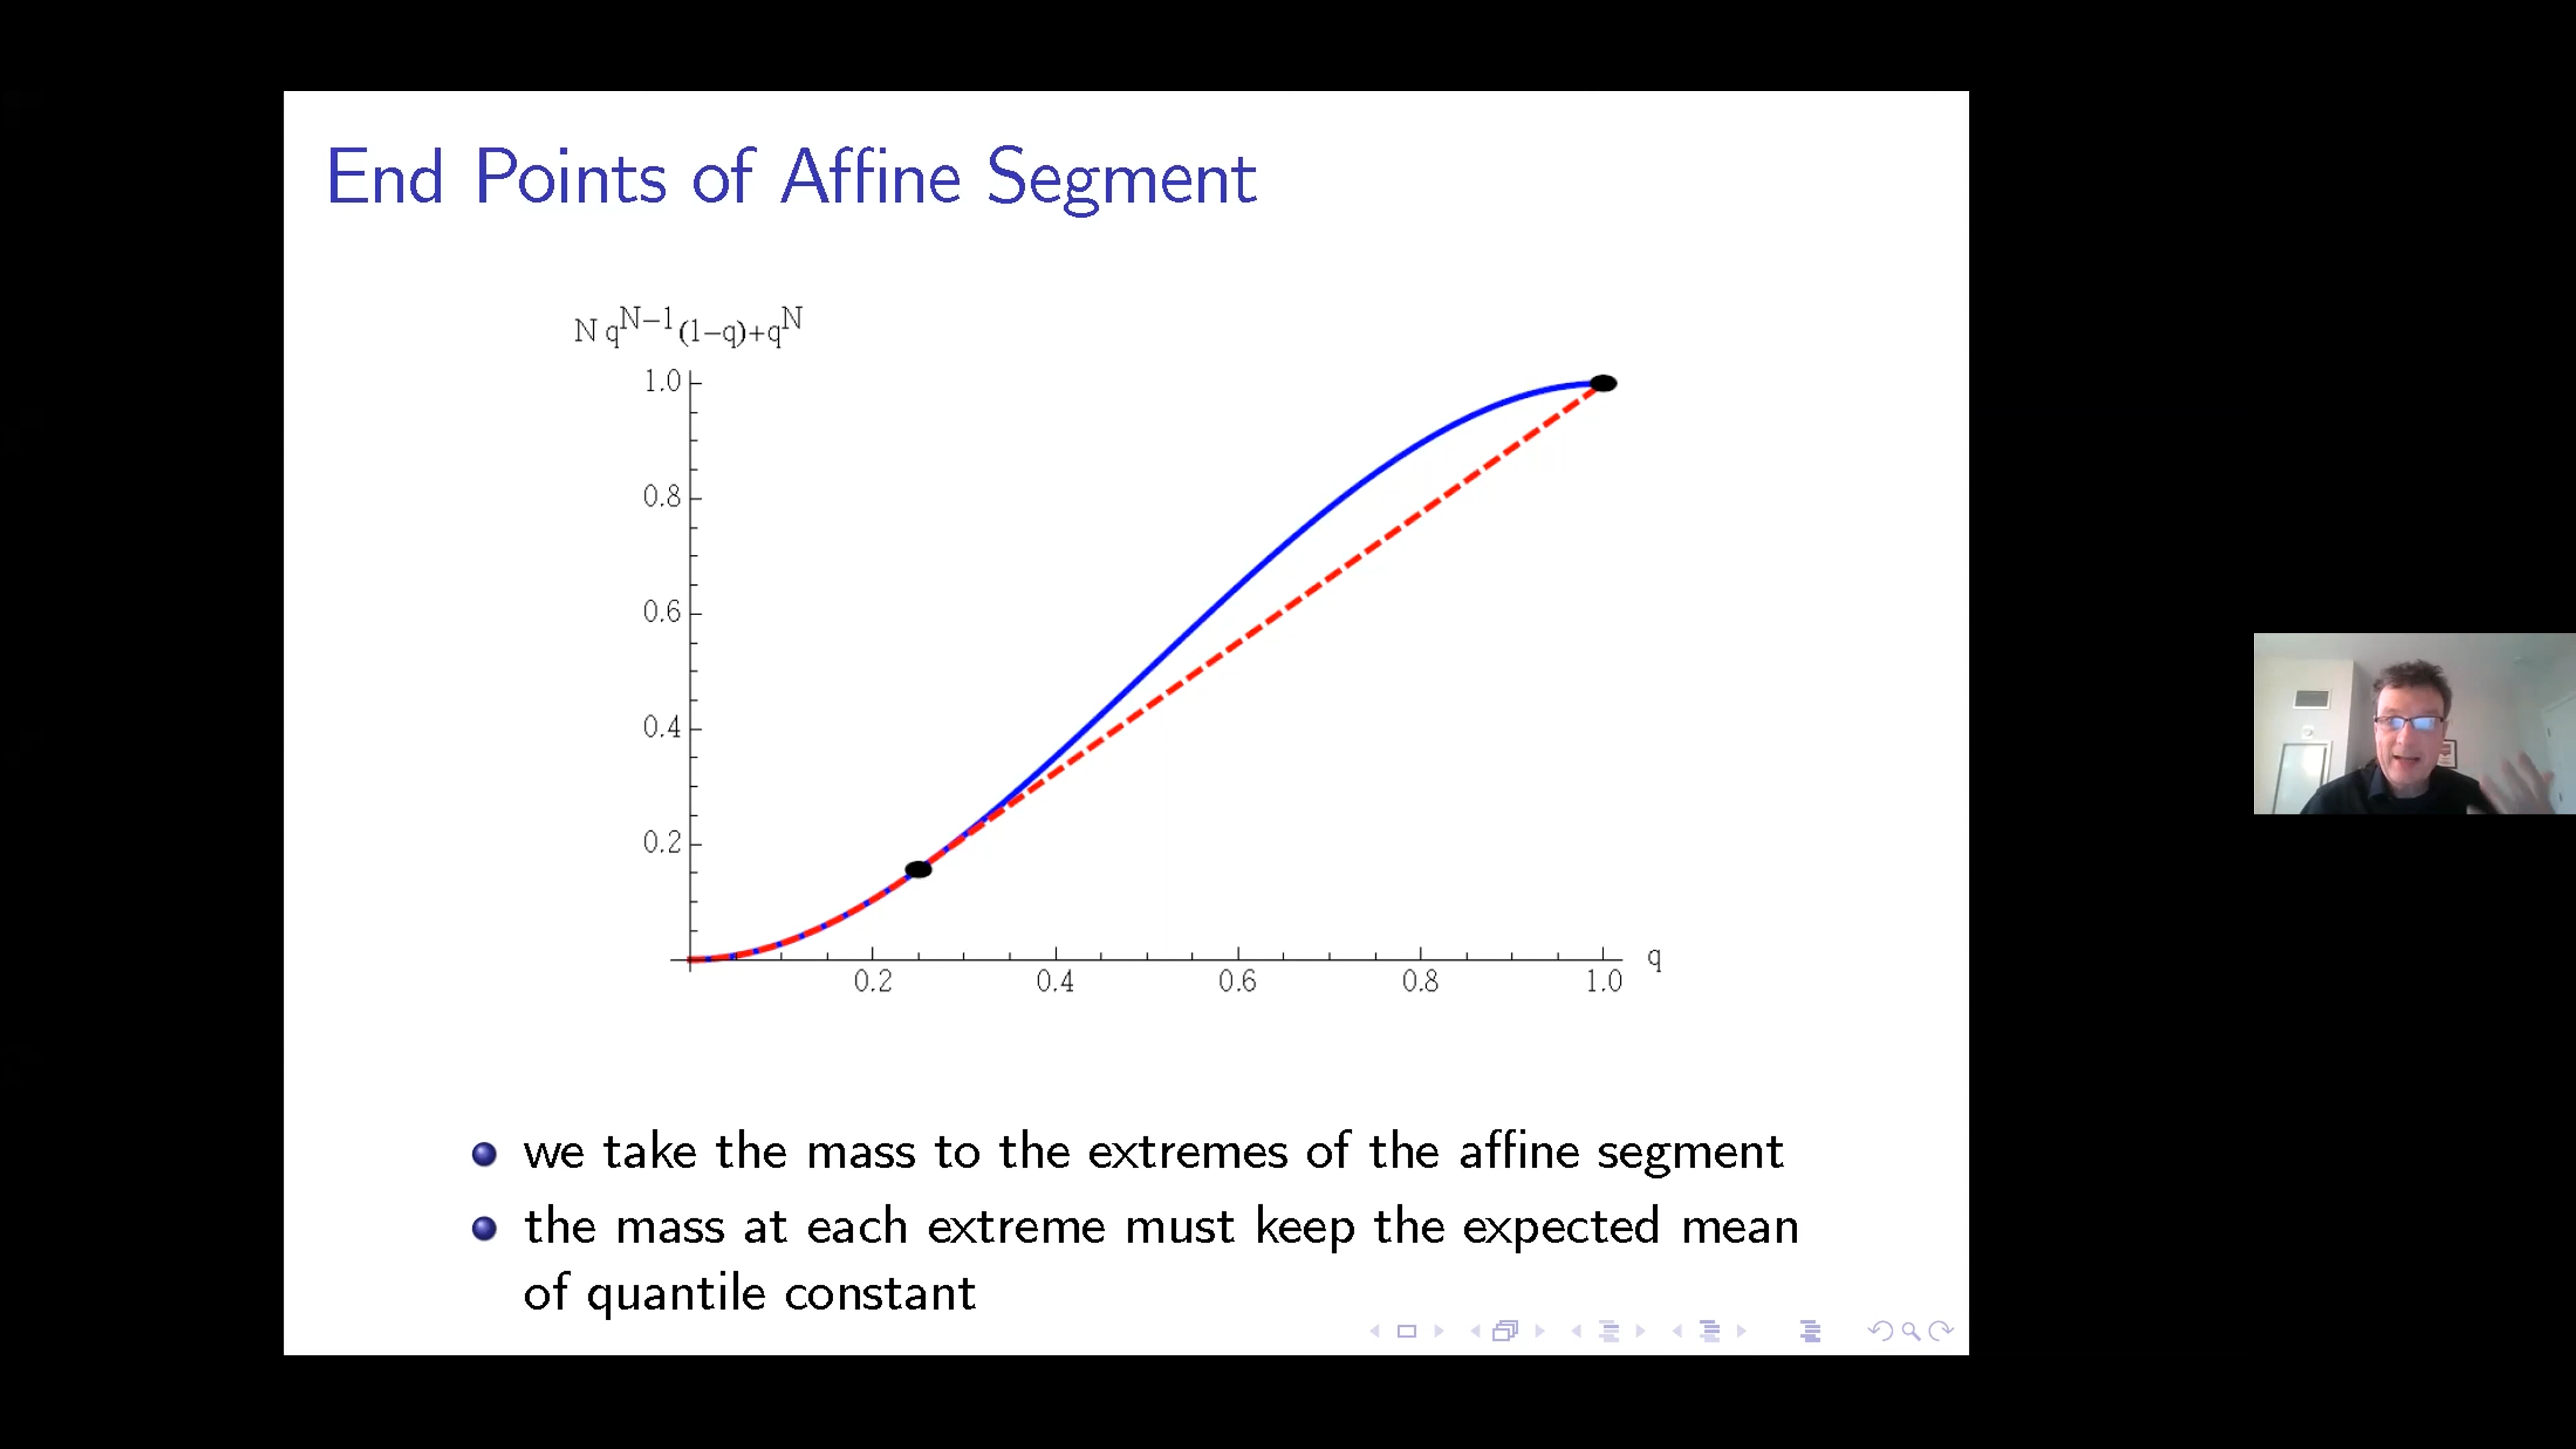 End Points of Affine Segment
N q^{N-1}(1-q)+q^N
1.0
0.8
0.6
0.4
0.2
0.2 0.4 0.6 0.8 1.0
q
we take the mass to the extremes of the affine segment
the mass at each extreme must keep the expected mean
of quantile constant